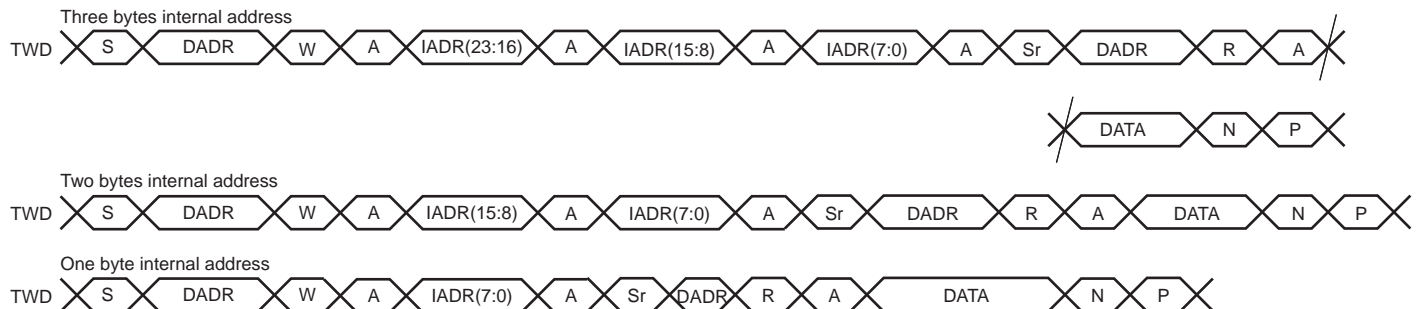 Three bytes internal address
TWD S DADR W A IADR(23:16) A IADR(15:8) A IADR(7:0) A Sr DADR R A
DATA N P
Two bytes internal address
TWD S DADR W A IADR(15:8) A IADR(7:0) A Sr DADR R A DATA N P
One byte internal address
TWD S DADR W A IADR(7:0) A Sr DADR R A DATA N P